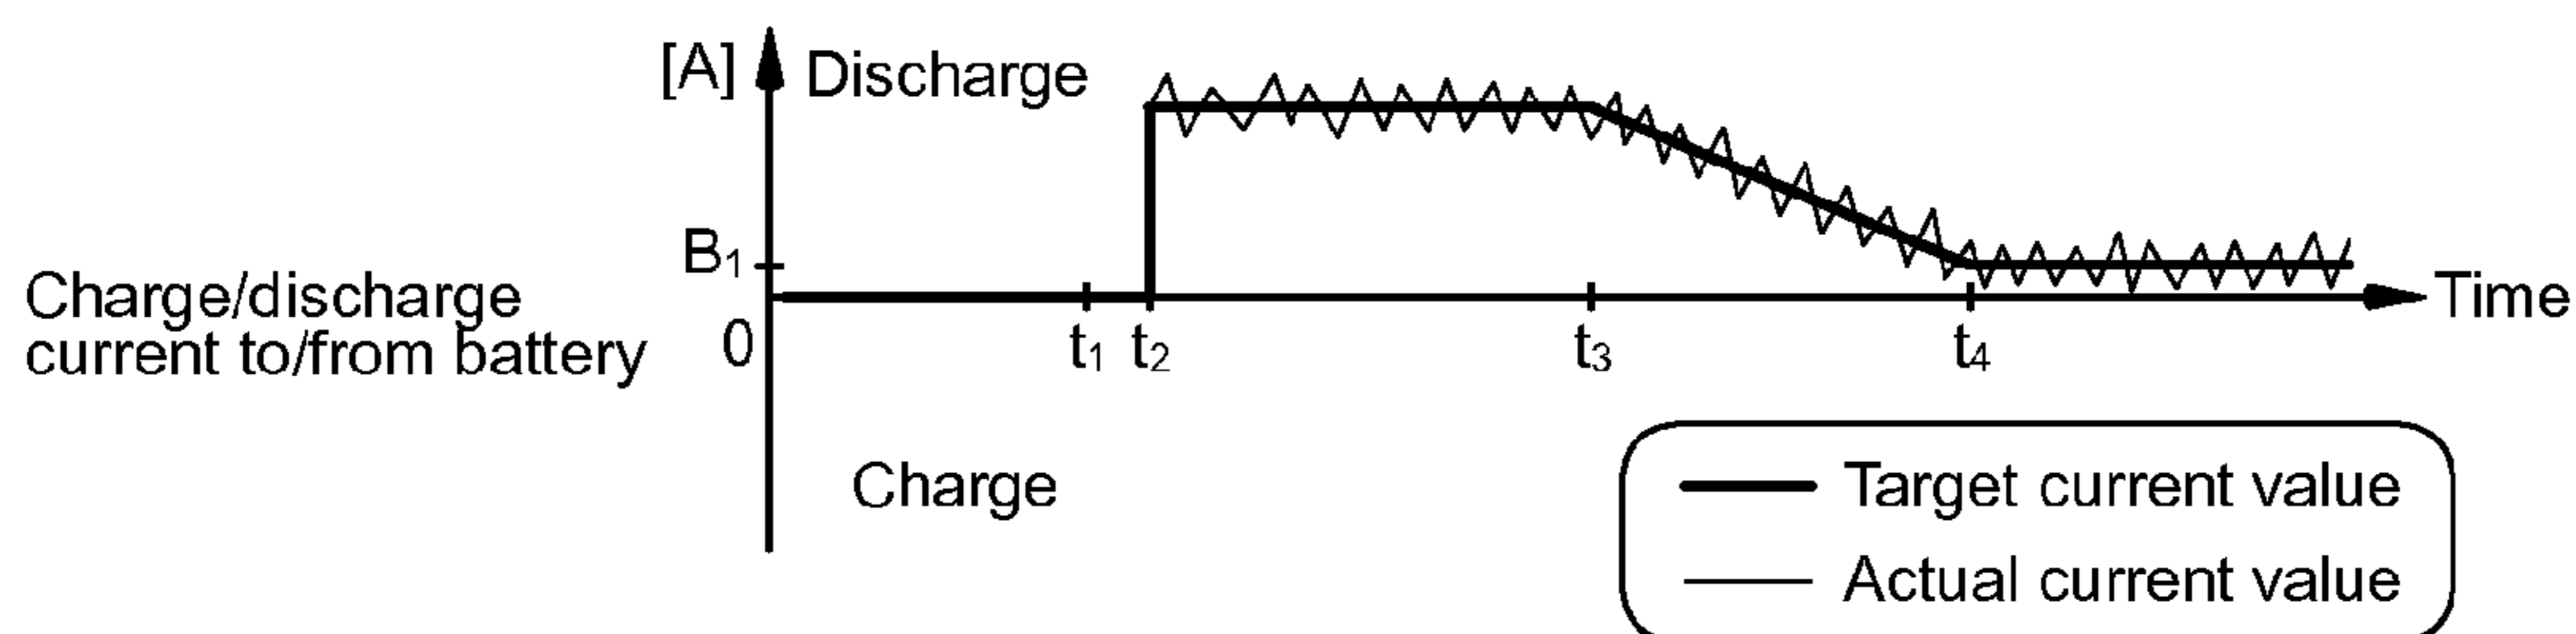 [A] Discharge
B1
Charge/discharge
current to/from battery
0
t1 t2 t3 t4
Time
Charge
Target current value
Actual current value